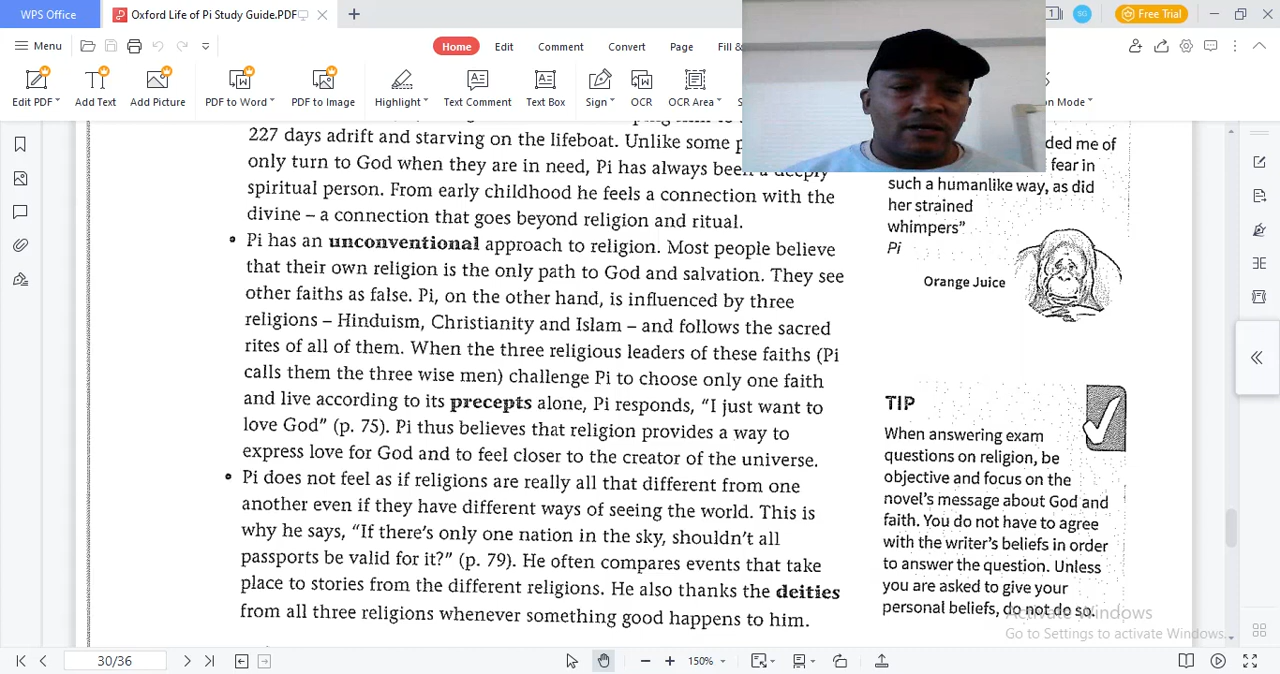 WPS Office
Oxford Life of Pi Study Guide.PDF
SG
Free Trial
Menu
Home Edit Comment Convert Page Fill &
Edit PDF Add Text Add Picture PDF to Word PDF to Image Highlight Text Comment Text Box Sign OCR OCR Area Mode
227 days adrift and starving on the lifeboat. Unlike some
only turn to God when they are in need, Pi has always been a deeply
spiritual person. From early childhood he feels a connection with the
divine – a connection that goes beyond religion and ritual.
• Pi has an unconventional approach to religion. Most people believe
that their own religion is the only path to God and salvation. They see
other faiths as false. Pi, on the other hand, is influenced by three
religions – Hinduism, Christianity and Islam – and follows the sacred
rites of all of them. When the three religious leaders of these faiths (Pi
calls them the three wise men) challenge Pi to choose only one faith
and live according to its precepts alone, Pi responds, “I just want to
love God” (p. 75). Pi thus believes that religion provides a way to
express love for God and to feel closer to the creator of the universe.
• Pi does not feel as if religions are really all that different from one
another even if they have different ways of seeing the world. This is
why he says, “If there’s only one nation in the sky, shouldn’t all
passports be valid for it?” (p. 79). He often compares events that take
place to stories from the different religions. He also thanks the deities
from all three religions whenever something good happens to him.
ded me of
fear in
such a humanlike way, as did
her strained
whimpers”
Pi
Orange Juice
TIP
When answering exam
questions on religion, be
objective and focus on the
novel’s message about God and
faith. You do not have to agree
with the writer’s beliefs in order
to answer the question. Unless
you are asked to give your
personal beliefs, do not do so.
Activate Windows
Go to Settings to activate Windows.
30/36
150%